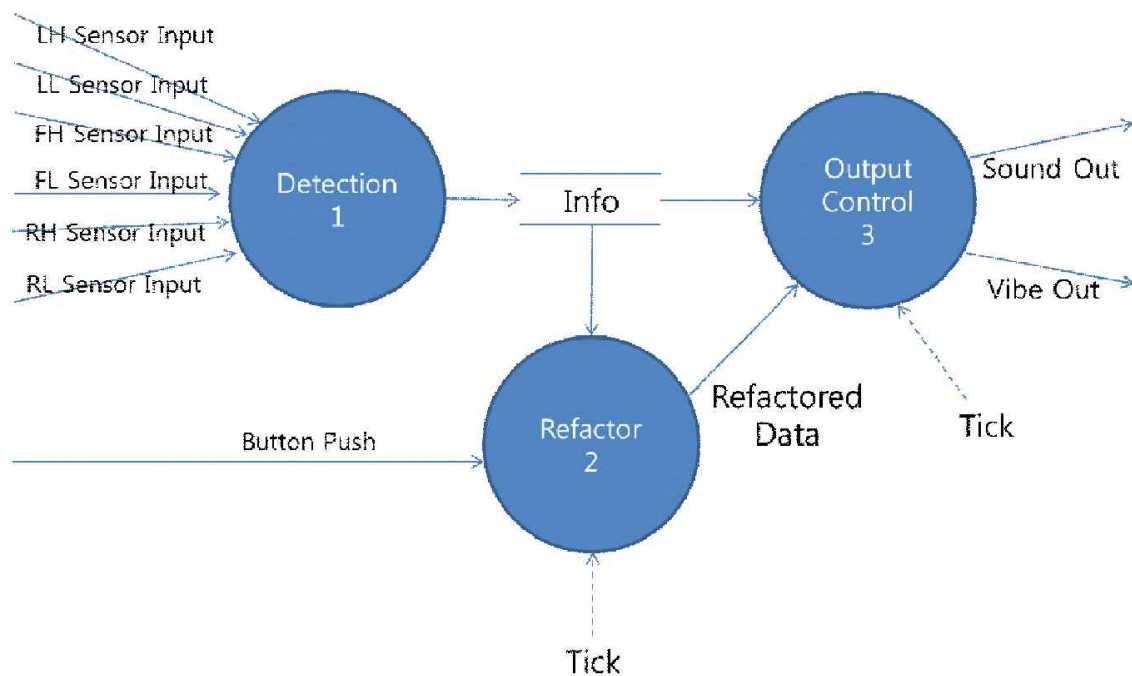 LH Sensor Input
LL Sensor Input
FH Sensor Input
FL Sensor Input
RH Sensor Input
RL Sensor Input
Detection
1
Info
Output
Control
3
Sound Out
Vibe Out
Button Push
Refactor
2
Refactored
Data
Tick
Tick